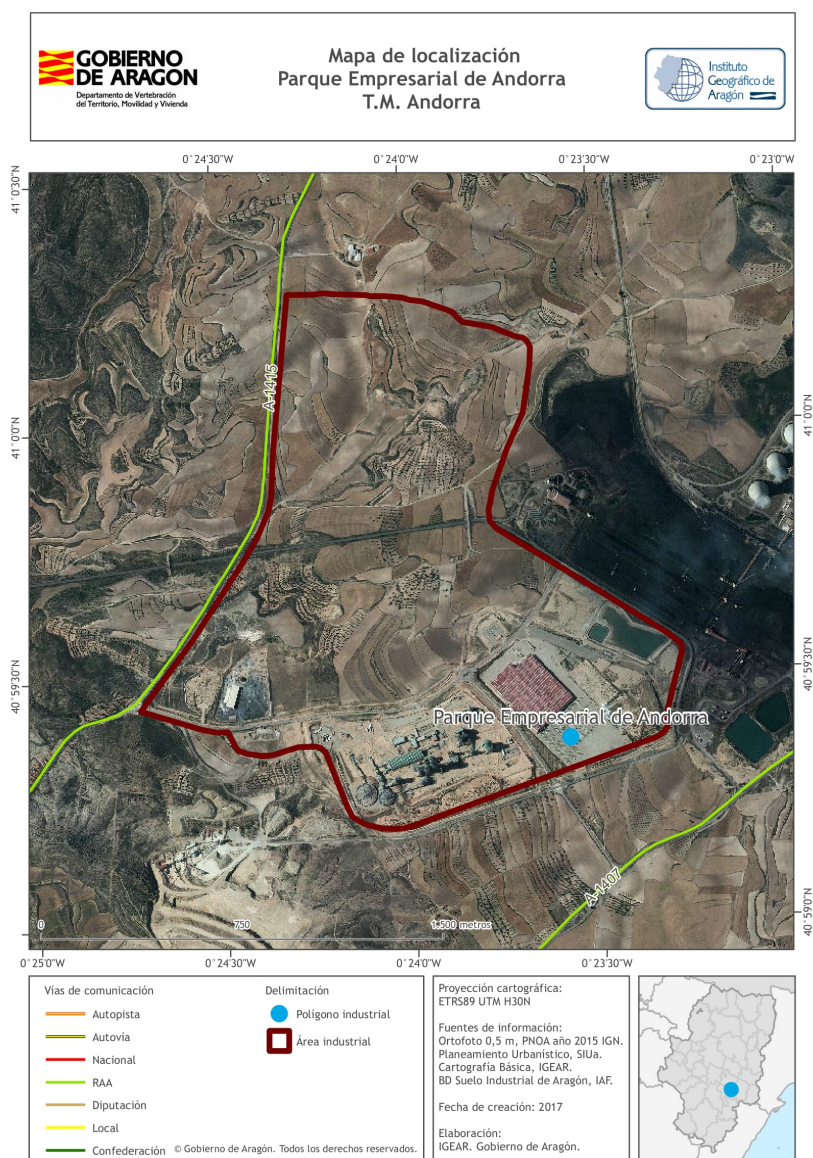 GOBIERNO
DE ARAGON
Departamento de Vertebración
del Territorio, Movilidad y Vivienda
Mapa de localización
Parque Empresarial de Andorra
T.M. Andorra
Instituto
Geográfico de
Aragón
0°24'30"W 0°24'0"W 0°23'30"W 0°23'0"W
41°0'30"N
A-1415
41°0'0"N
41°0'0"N
40°59'30"N
40°59'30"N
Parque Empresarial de Andorra
A-1407
40°59'0"N
0 750 1.500 metros
0°25'0"W 0°24'30"W 0°24'0"W 0°23'30"W
Vías de comunicación
Autopista
Autovía
Nacional
RAA
Diputación
Local
Confederación
Delimitación
Polígono industrial
Área industrial
© Gobierno de Aragón. Todos los derechos reservados.
Proyección cartográfica:
ETRS89 UTM H30N
Fuentes de información:
Ortofoto 0,5 m, PNOA año 2015 IGN.
Planeamiento Urbanístico, SIUa.
Cartografía Básica, IGEAR.
BD Suelo Industrial de Aragón, IAF.
Fecha de creación: 2017
Elaboración:
IGEAR. Gobierno de Aragón.